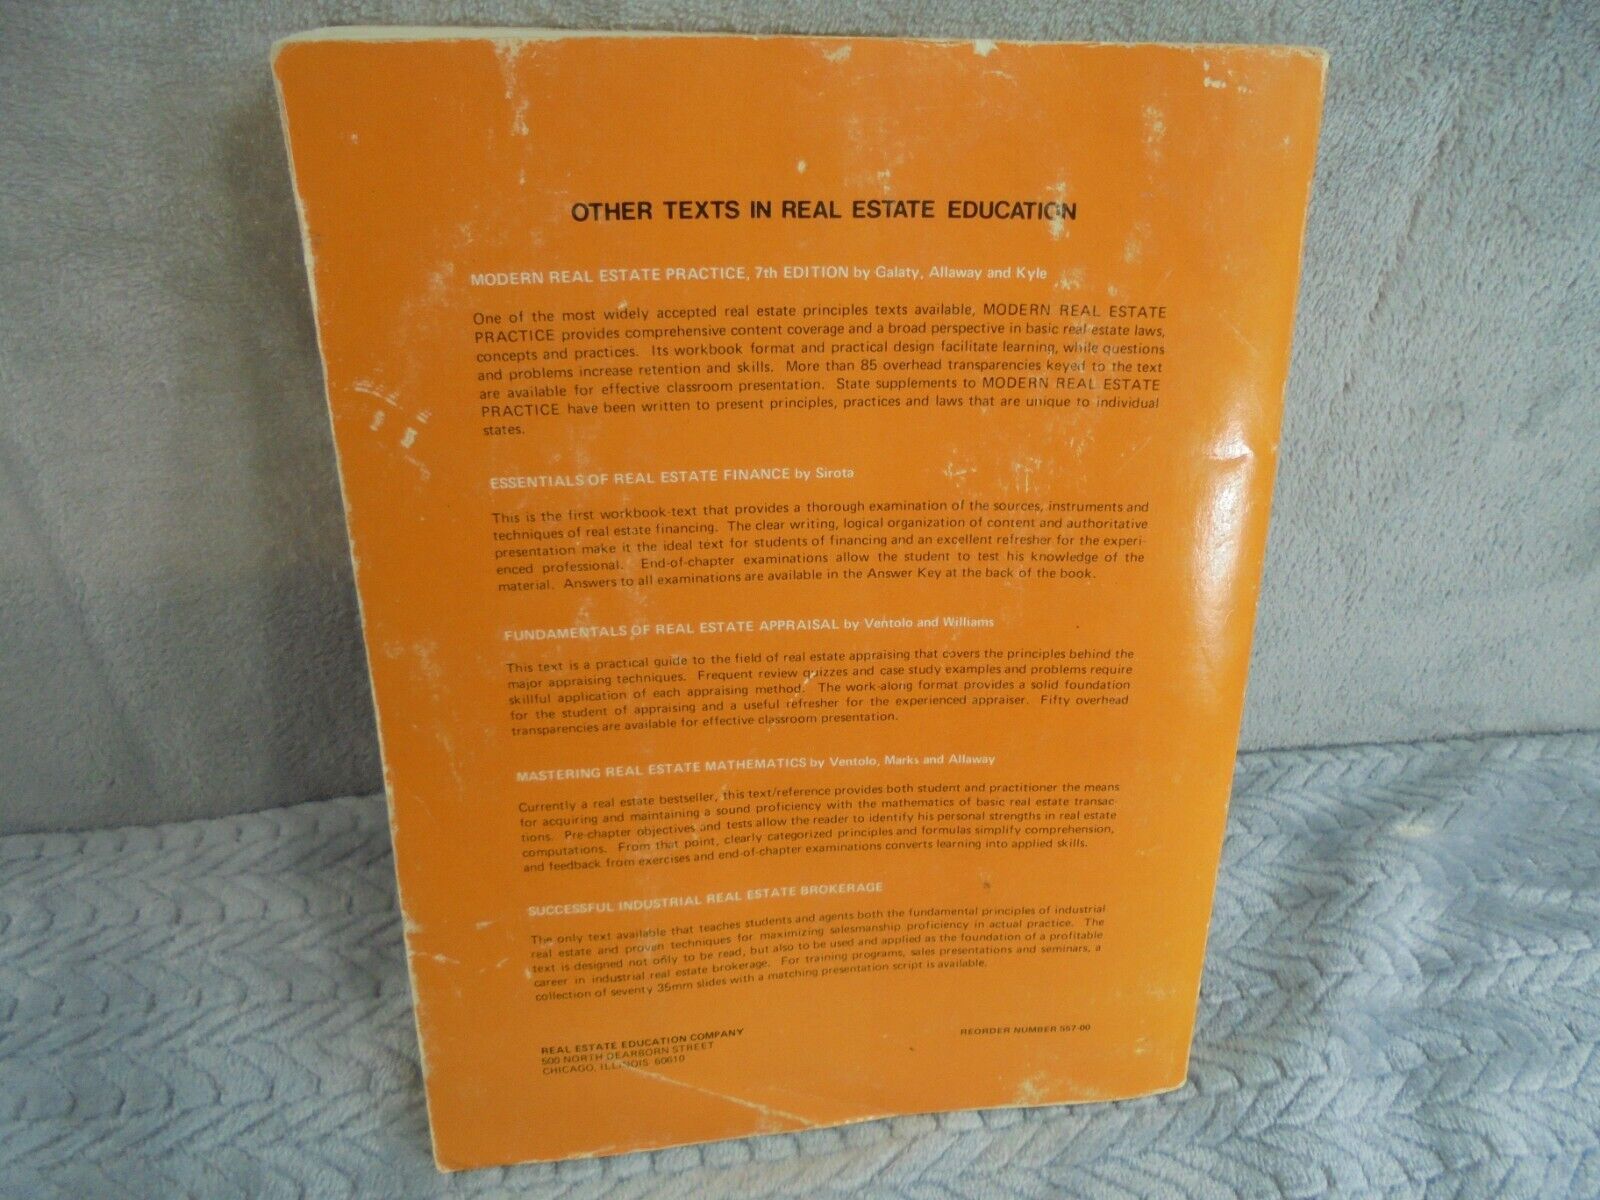 OTHER TEXTS IN REAL ESTATE EDUCATION
MODERN REAL ESTATE PRACTICE, 7th EDITION by Galaty, Allaway and Kyle
One of the most widely accepted real estate principles texts available, MODERN REAL ESTATE
PRACTICE provides comprehensive content coverage and a broad perspective in basic real estate laws,
concepts and practices. Its workbook format and practical design facilitate learning, while questions
and problems increase retention and skills. More than 85 overhead transparencies keyed to the text
are available for effective classroom presentation. State supplements to MODERN REAL ESTATE
PRACTICE have been written to present principles, practices and laws that are unique to individual
states.
ESSENTIALS OF REAL ESTATE FINANCE by Sirota
This is the first workbook-text that provides a thorough examination of the sources, instruments and
techniques of real estate financing. The clear writing, logical organization of content and authoritative
presentation make it the ideal text for students of financing and an excellent refresher for the experi-
enced professional. End-of-chapter examinations allow the student to test his knowledge of the
material. Answers to all examinations are available in the Answer Key at the back of the book.
FUNDAMENTALS OF REAL ESTATE APPRAISAL by Ventolo and Williams
This text is a practical guide to the field of real estate appraising that covers the principles behind the
major appraising techniques. Frequent review quizzes and case study examples and problems require
skillful application of each appraising method. The work-along format provides a solid foundation
for the student of appraising and a useful refresher for the experienced appraiser. Fifty overhead
transparencies are available for effective classroom presentation.
MASTERING REAL ESTATE MATHEMATICS by Ventolo, Marks and Allaway
Currently a real estate bestseller, this text/reference provides both student and practitioner the means
for acquiring and maintaining a sound proficiency with the mathematics of basic real estate transac-
tions. Pre-chapter objectives and tests allow the reader to identify his personal strengths in real estate
computations. From that point, clearly categorized principles and formulas simplify comprehension,
and feedback from exercises and end-of-chapter examinations converts learning into applied skills.
SUCCESSFUL INDUSTRIAL REAL ESTATE BROKERAGE
The only text available that teaches students and agents both the fundamental principles of industrial
real estate and proven techniques for maximizing salesmanship proficiency in actual practice. The
text is designed not only to be read, but also to be used and applied as the foundation of a profitable
career in industrial real estate brokerage. For training programs, sales presentations and seminars, a
collection of seventy 35mm slides with a matching presentation script is available.
REAL ESTATE EDUCATION COMPANY
500 NORTH DEARBORN STREET
CHICAGO, ILLINOIS 60610
REORDER NUMBER 557-00